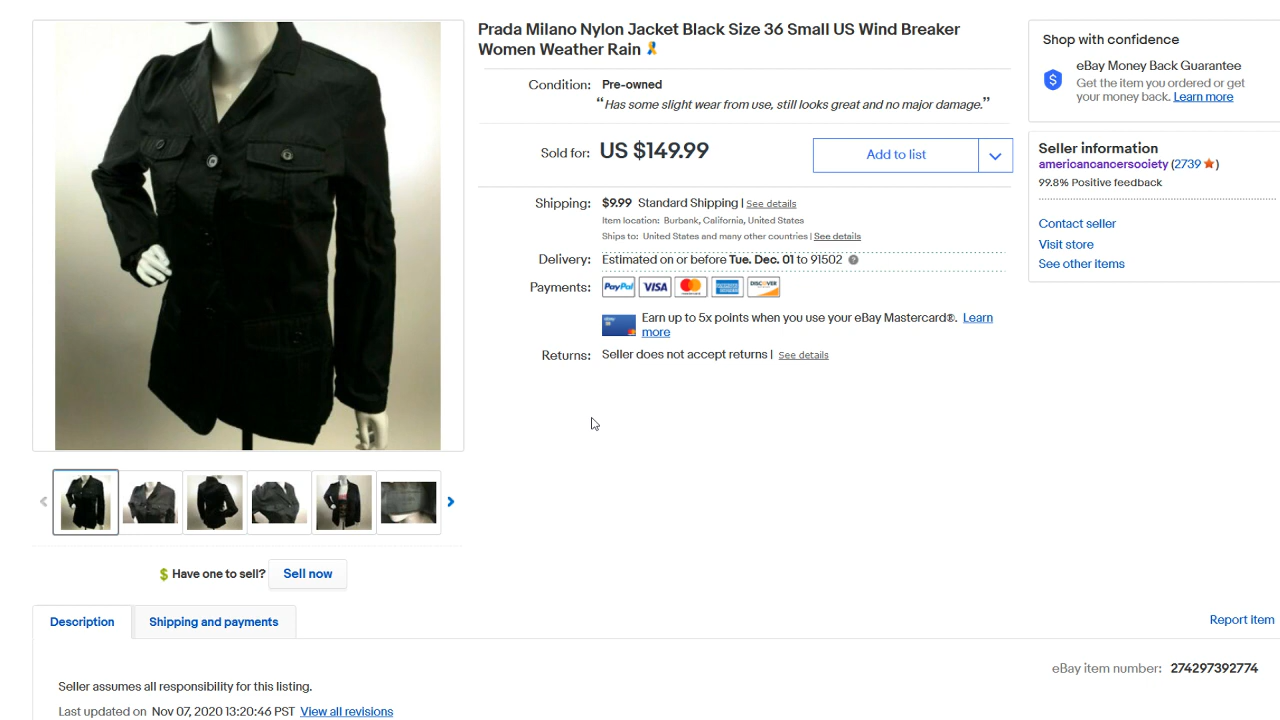 Prada Milano Nylon Jacket Black Size 36 Small US Wind Breaker
Women Weather Rain
Condition: Pre-owned
“Has some slight wear from use, still looks great and no major damage.”
Sold for: US $149.99
Add to list
Shipping: $9.99 Standard Shipping | See details
Item location: Burbank, California, United States
Ships to: United States and many other countries | See details
Delivery: Estimated on or before Tue. Dec. 01 to 91502 ?
Payments: PayPal VISA DISCOVER
Earn up to 5x points when you use your eBay Mastercard®. Learn
more
Returns: Seller does not accept returns | See details
Shop with confidence
eBay Money Back Guarantee
Get the item you ordered or get
your money back. Learn more
Seller information
americancancersociety (2739 )
99.8% Positive feedback
Contact seller
Visit store
See other items
$ Have one to sell? Sell now
Description
Shipping and payments
Report item
eBay item number: 274297392774
Seller assumes all responsibility for this listing.
Last updated on Nov 07, 2020 13:20:46 PST View all revisions